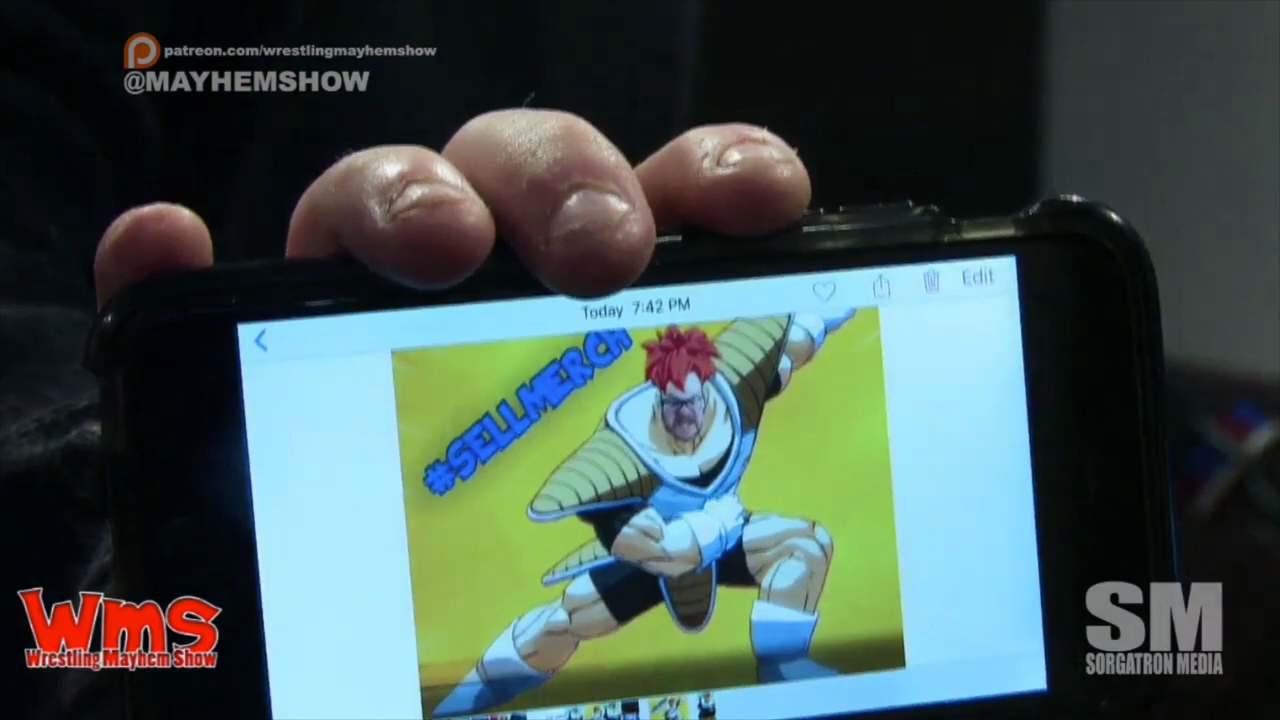 patreon.com/wrestlingmayhemshow
@MAYHEMSHOW
Today 7:42 PM
Edit
#SELLMERCH
Wms
Wrestling Mayhem Show
SM
SORGATRON MEDIA